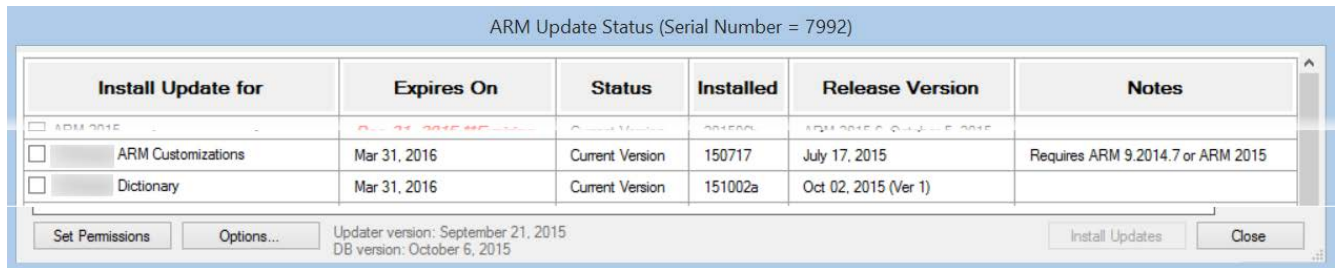 ARM Update Status (Serial Number = 7992)
Install Update for Expires On Status Installed Release Version Notes
ARM 2015
ARM Customizations Mar 31, 2016 Current Version 150717 July 17, 2015 Requires ARM 9.2014.7 or ARM 2015
Dictionary Mar 31, 2016 Current Version 151002a Oct 02, 2015 (Ver 1)
Set Permissions Options... Updater version: September 21, 2015 Install Updates Close
DB version: October 6, 2015